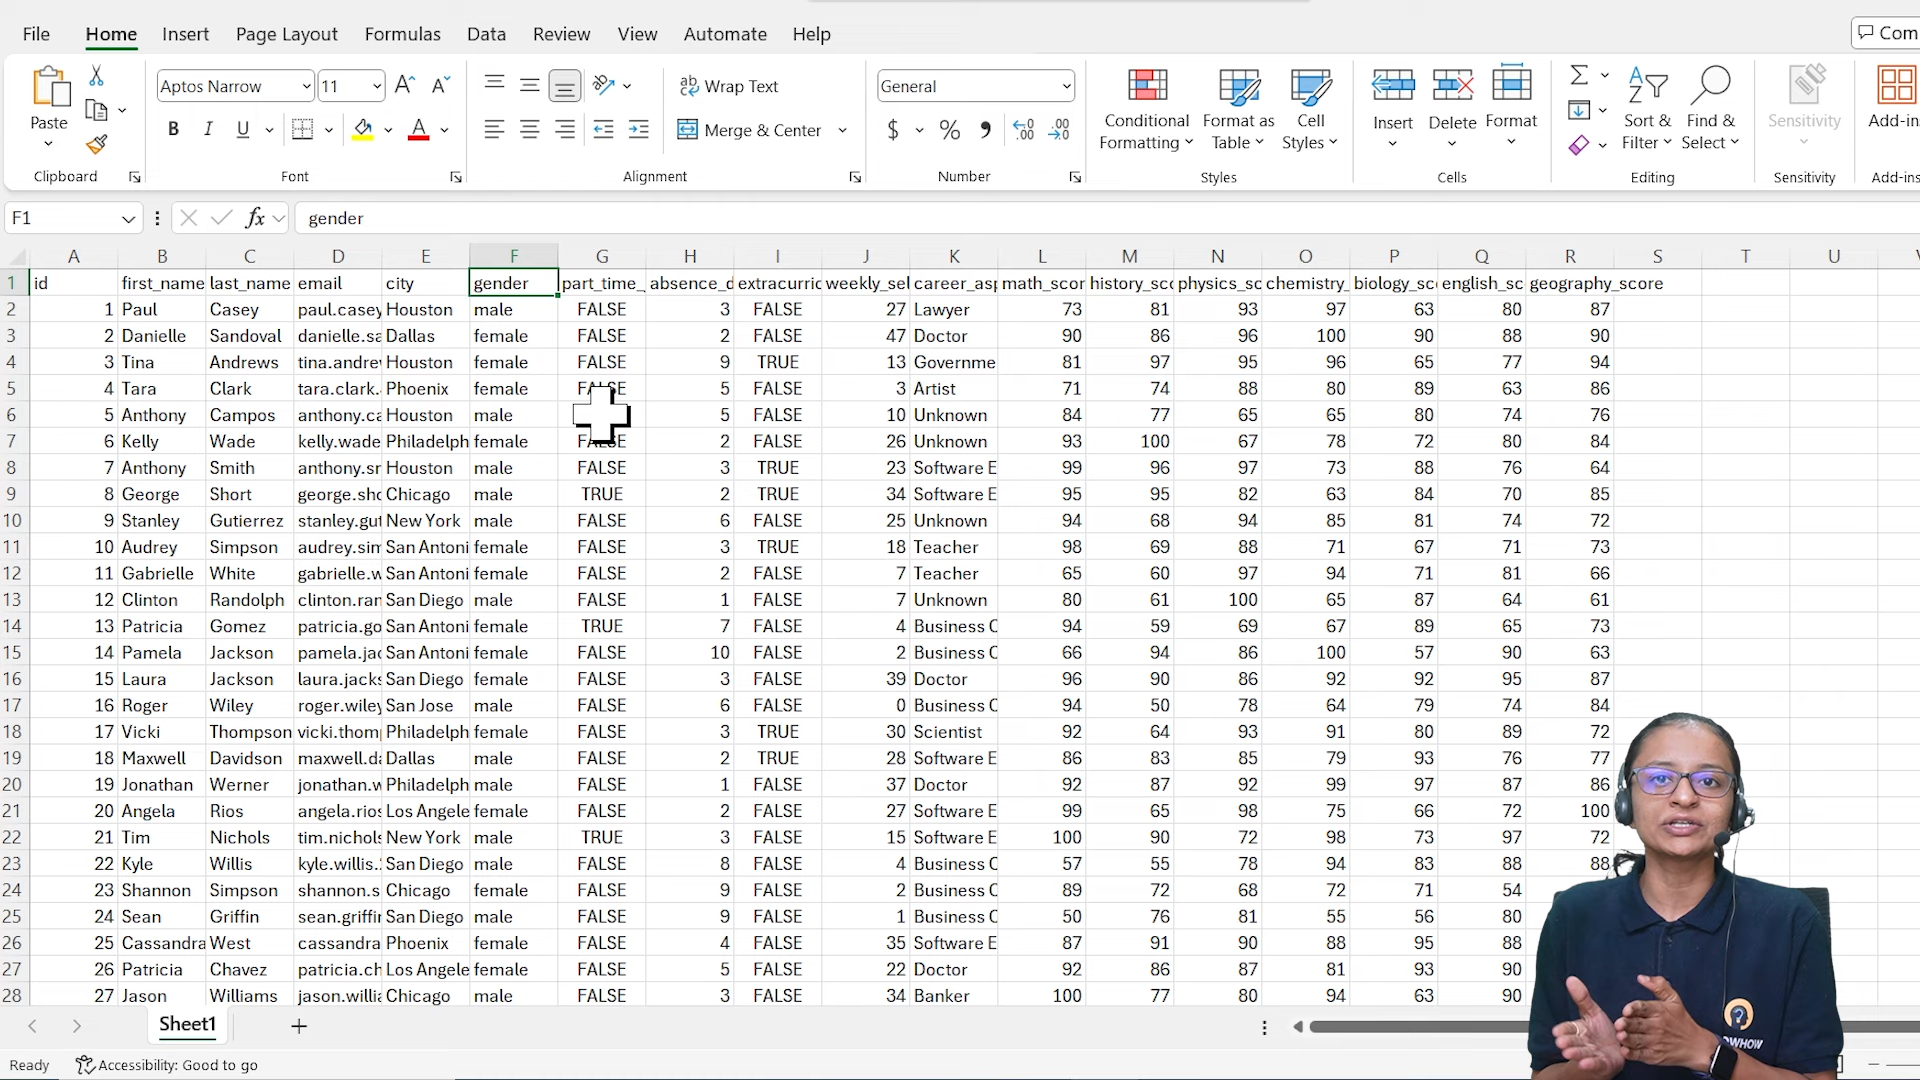 File Home Insert Page Layout Formulas Data Review View Automate Help Com
Aptos Narrow 11 Wrap Text General
Paste B I U Merge & Center $ % Conditional Formatting Format as Table Cell Styles Insert Delete Format Sort & Filter Find & Select Sensitivity Add-ins
Clipboard Font Alignment Number Styles Cells Editing Sensitivity Add-ins
F1 fx gender
A B C D E F G H I J K L M N O P Q R S T U
1 id first_name last_name email city gender part_time_ absence_d extracurric weekly_sel career_asp math_scor history_sco physics_sc chemistry_ biology_sco english_sc geography_score
2 1 Paul Casey paul.casey Houston male FALSE 3 FALSE 27 Lawyer 73 81 93 97 63 80 87
3 2 Danielle Sandoval danielle.sa Dallas female FALSE 2 FALSE 47 Doctor 90 86 96 100 90 88 90
4 3 Tina Andrews tina.andre Houston female FALSE 9 TRUE 13 Governme 81 97 95 96 65 77 94
5 4 Tara Clark tara.clark. Phoenix female FALSE 5 FALSE 3 Artist 71 74 88 80 89 63 86
6 5 Anthony Campos anthony.ca Houston male 5 FALSE 10 Unknown 84 77 65 65 80 74 76
7 6 Kelly Wade kelly.wade Philadelph female FALSE 2 FALSE 26 Unknown 93 100 67 78 72 80 84
8 7 Anthony Smith anthony.sr Houston male FALSE 3 TRUE 23 Software E 99 96 97 73 88 76 64
9 8 George Short george.sho Chicago male TRUE 2 TRUE 34 Software E 95 95 82 63 84 70 85
10 9 Stanley Gutierrez stanley.gut New York male FALSE 6 FALSE 25 Unknown 94 68 94 85 81 74 72
11 10 Audrey Simpson audrey.sim San Antoni female FALSE 3 TRUE 18 Teacher 98 69 88 71 67 71 73
12 11 Gabrielle White gabrielle.w San Antoni female FALSE 2 FALSE 7 Teacher 65 60 97 94 71 81 66
13 12 Clinton Randolph clinton.ran San Diego male FALSE 1 FALSE 7 Unknown 80 61 100 65 87 64 61
14 13 Patricia Gomez patricia.go San Antoni female TRUE 7 FALSE 4 Business O 94 59 69 67 89 65 73
15 14 Pamela Jackson pamela.jac San Antoni female FALSE 10 FALSE 2 Business O 66 94 86 100 57 90 63
16 15 Laura Jackson laura.jacks San Diego female FALSE 3 FALSE 39 Doctor 96 90 86 92 92 95 87
17 16 Roger Wiley roger.wiley San Jose male FALSE 6 FALSE 0 Business O 94 50 78 64 79 74 84
18 17 Vicki Thompson vicki.thom Philadelph female FALSE 3 TRUE 30 Scientist 92 64 93 91 80 89 72
19 18 Maxwell Davidson maxwell.da Dallas male FALSE 2 TRUE 28 Software E 86 83 85 79 93 76 77
20 19 Jonathan Werner jonathan.w Philadelph male FALSE 1 FALSE 37 Doctor 92 87 92 99 97 87 86
21 20 Angela Rios angela.rios Los Angele female FALSE 2 FALSE 27 Software E 99 65 98 75 66 72 100
22 21 Tim Nichols tim.nichols New York male TRUE 3 FALSE 15 Software E 100 90 72 98 73 97 72
23 22 Kyle Willis kyle.willis. San Diego male FALSE 8 FALSE 4 Business O 57 55 78 94 83 88 88
24 23 Shannon Simpson shannon.s Chicago female FALSE 9 FALSE 2 Business O 89 72 68 72 71 54
25 24 Sean Griffin sean.griffin San Diego male FALSE 9 FALSE 1 Business O 50 76 81 55 56 80
26 25 Cassandra West cassandra Phoenix female FALSE 4 FALSE 35 Software E 87 91 90 88 95 88
27 26 Patricia Chavez patricia.ch Los Angele female FALSE 5 FALSE 22 Doctor 92 86 87 81 93 90
28 27 Jason Williams jason.willia Chicago male FALSE 3 FALSE 34 Banker 100 77 80 94 63 90
Sheet1
OWHOW
Ready Accessibility: Good to go